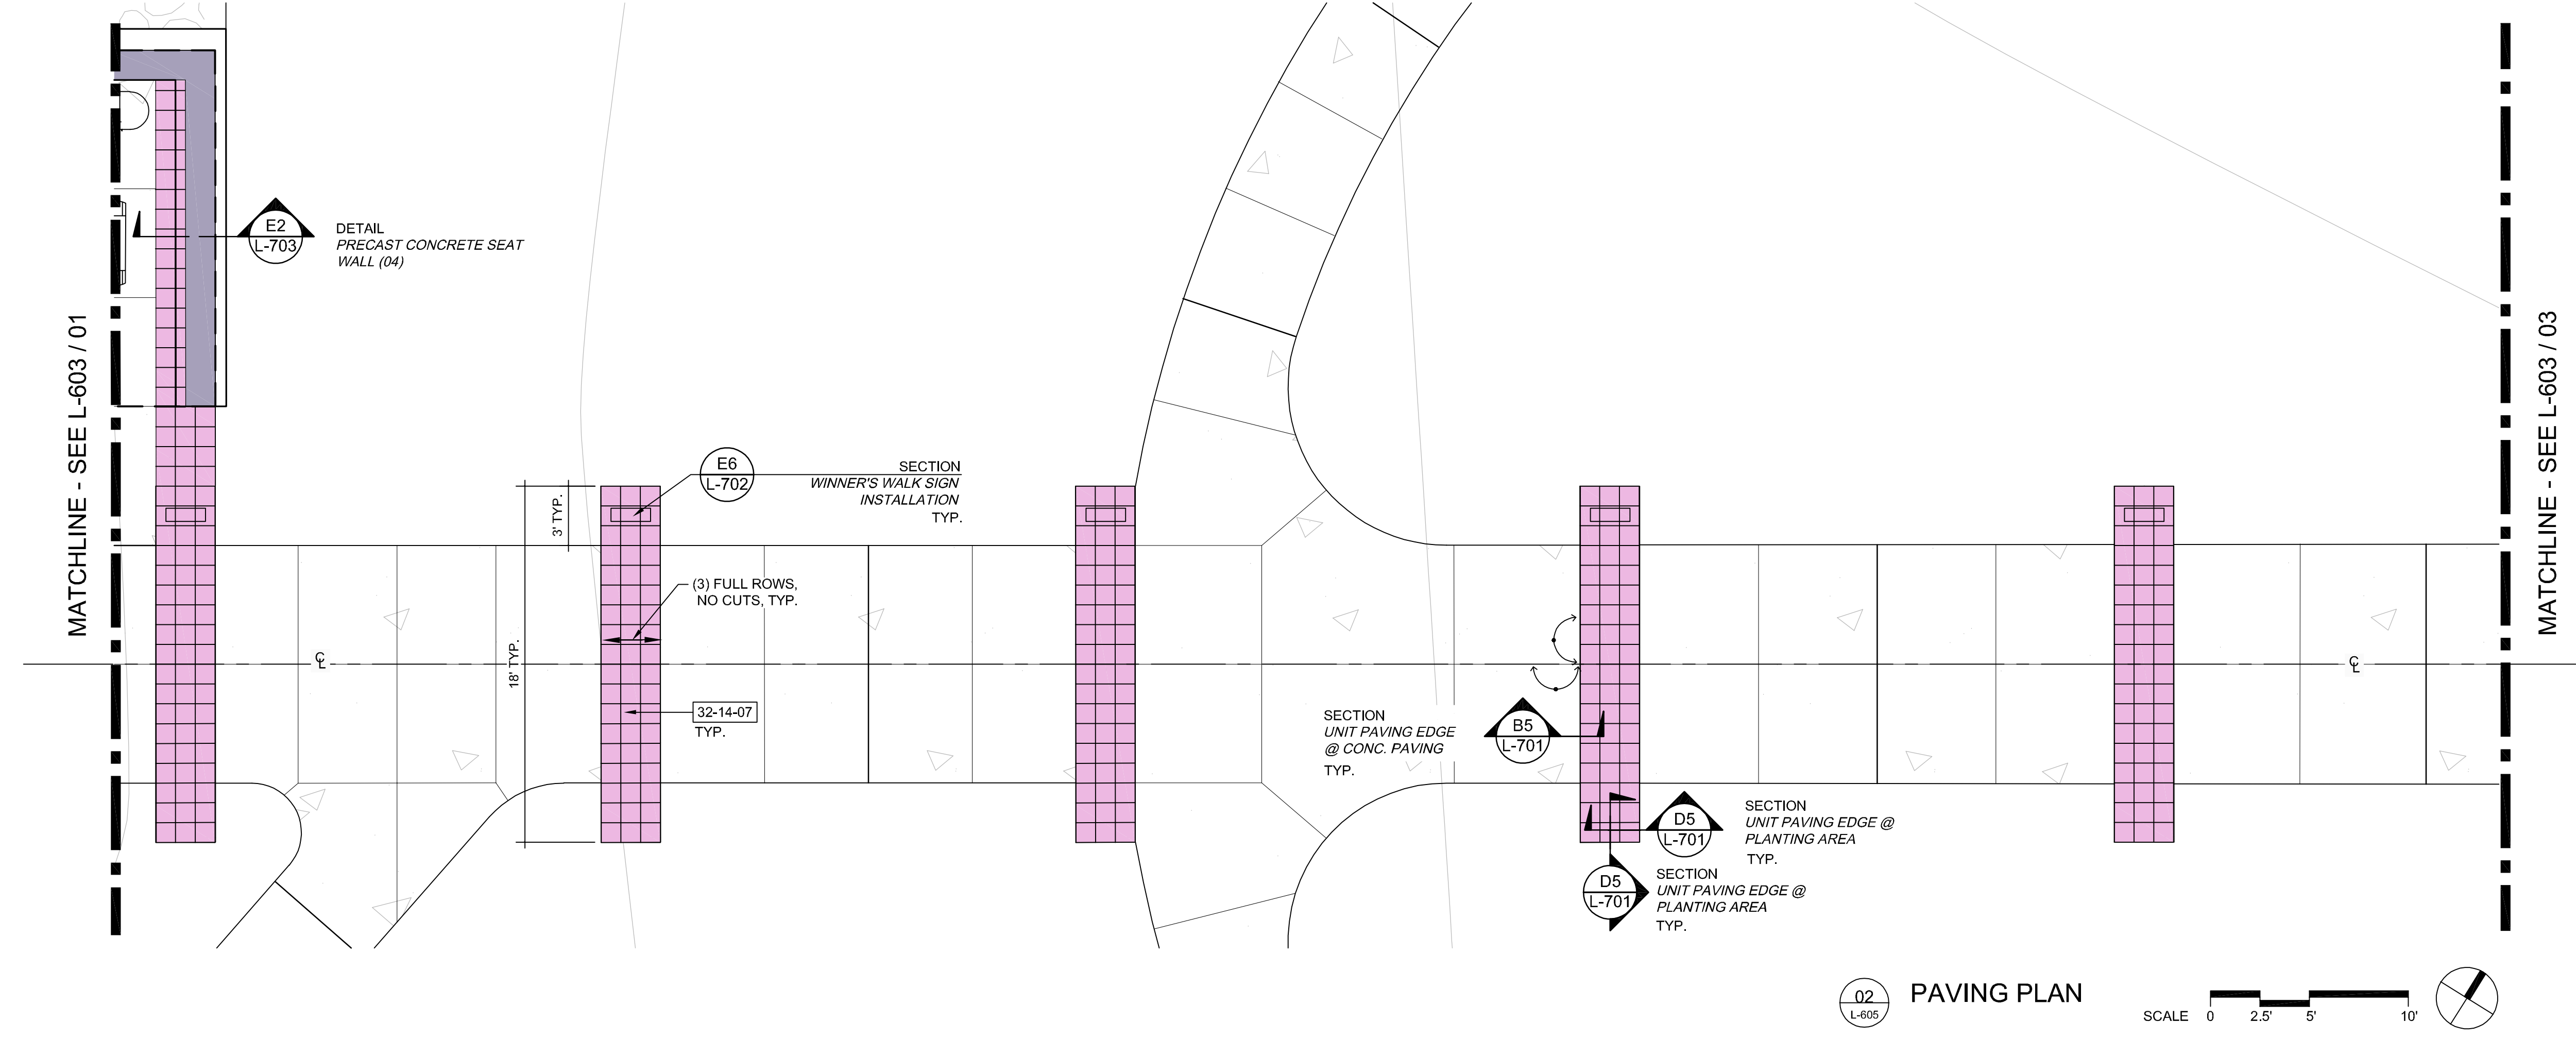 MATCHLINE - SEE L-603 / 01
E2
L-703
DETAIL
PRECAST CONCRETE SEAT
WALL (04)
E6
L-702
SECTION
WINNER'S WALK SIGN
INSTALLATION
TYP.
3' TYP.
18' TYP.
(3) FULL ROWS,
NO CUTS, TYP.
32-14-07
TYP.
CL
SECTION
UNIT PAVING EDGE
@ CONC. PAVING
TYP.
B5
L-701
D5
L-701
SECTION
UNIT PAVING EDGE @
PLANTING AREA
TYP.
D5
L-701
SECTION
UNIT PAVING EDGE @
PLANTING AREA
TYP.
CL
MATCHLINE - SEE L-603 / 03
02
L-605
PAVING PLAN
SCALE 0 2.5' 5' 10'